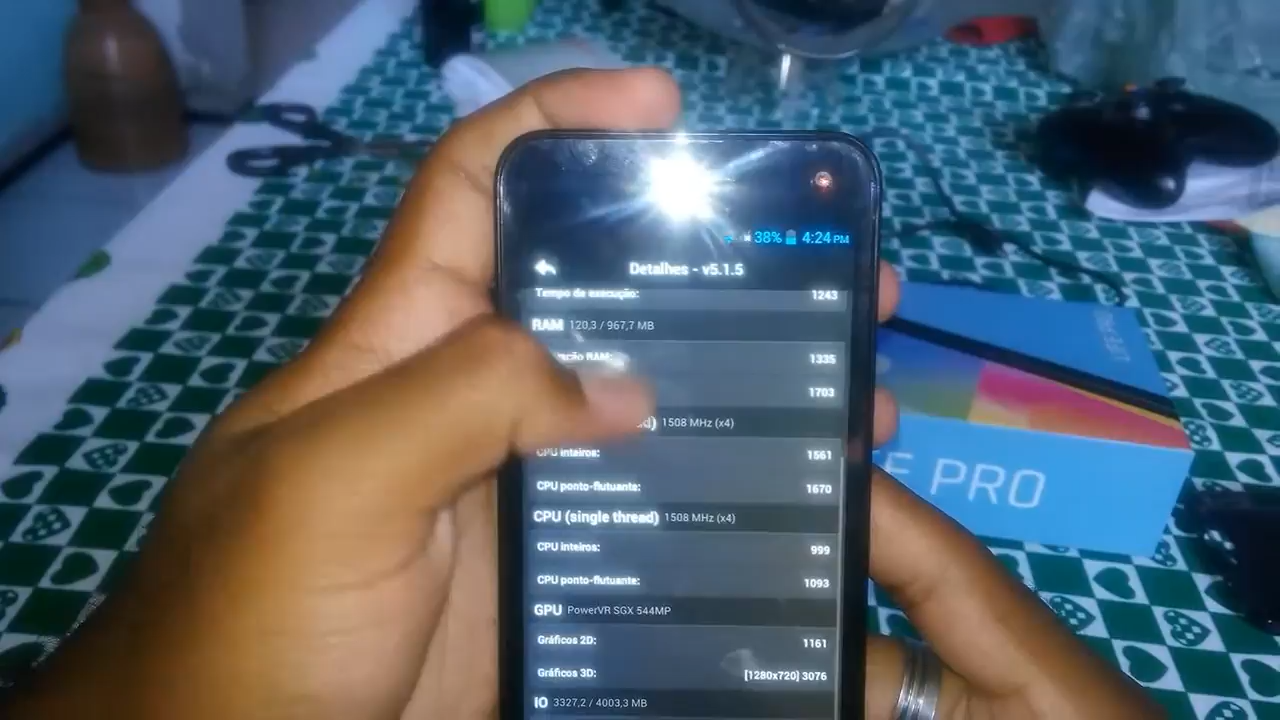 38% 4:24 PM
Detalhes - v5.1.5
Tempo de execução: 1243
RAM 120,3 / 967,7 MB
RAM: 1335
1703
1508 MHz (x4)
CPU inteiros: 1561
CPU ponto-flutuante: 1670
CPU (single thread) 1508 MHz (x4)
CPU inteiros: 999
CPU ponto-flutuante: 1093
GPU PowerVR SGX 544MP
Gráficos 2D: 1161
Gráficos 3D: [1280x720] 3076
IO 3327,2 / 4003,3 MB
LIFE PRO
PRO